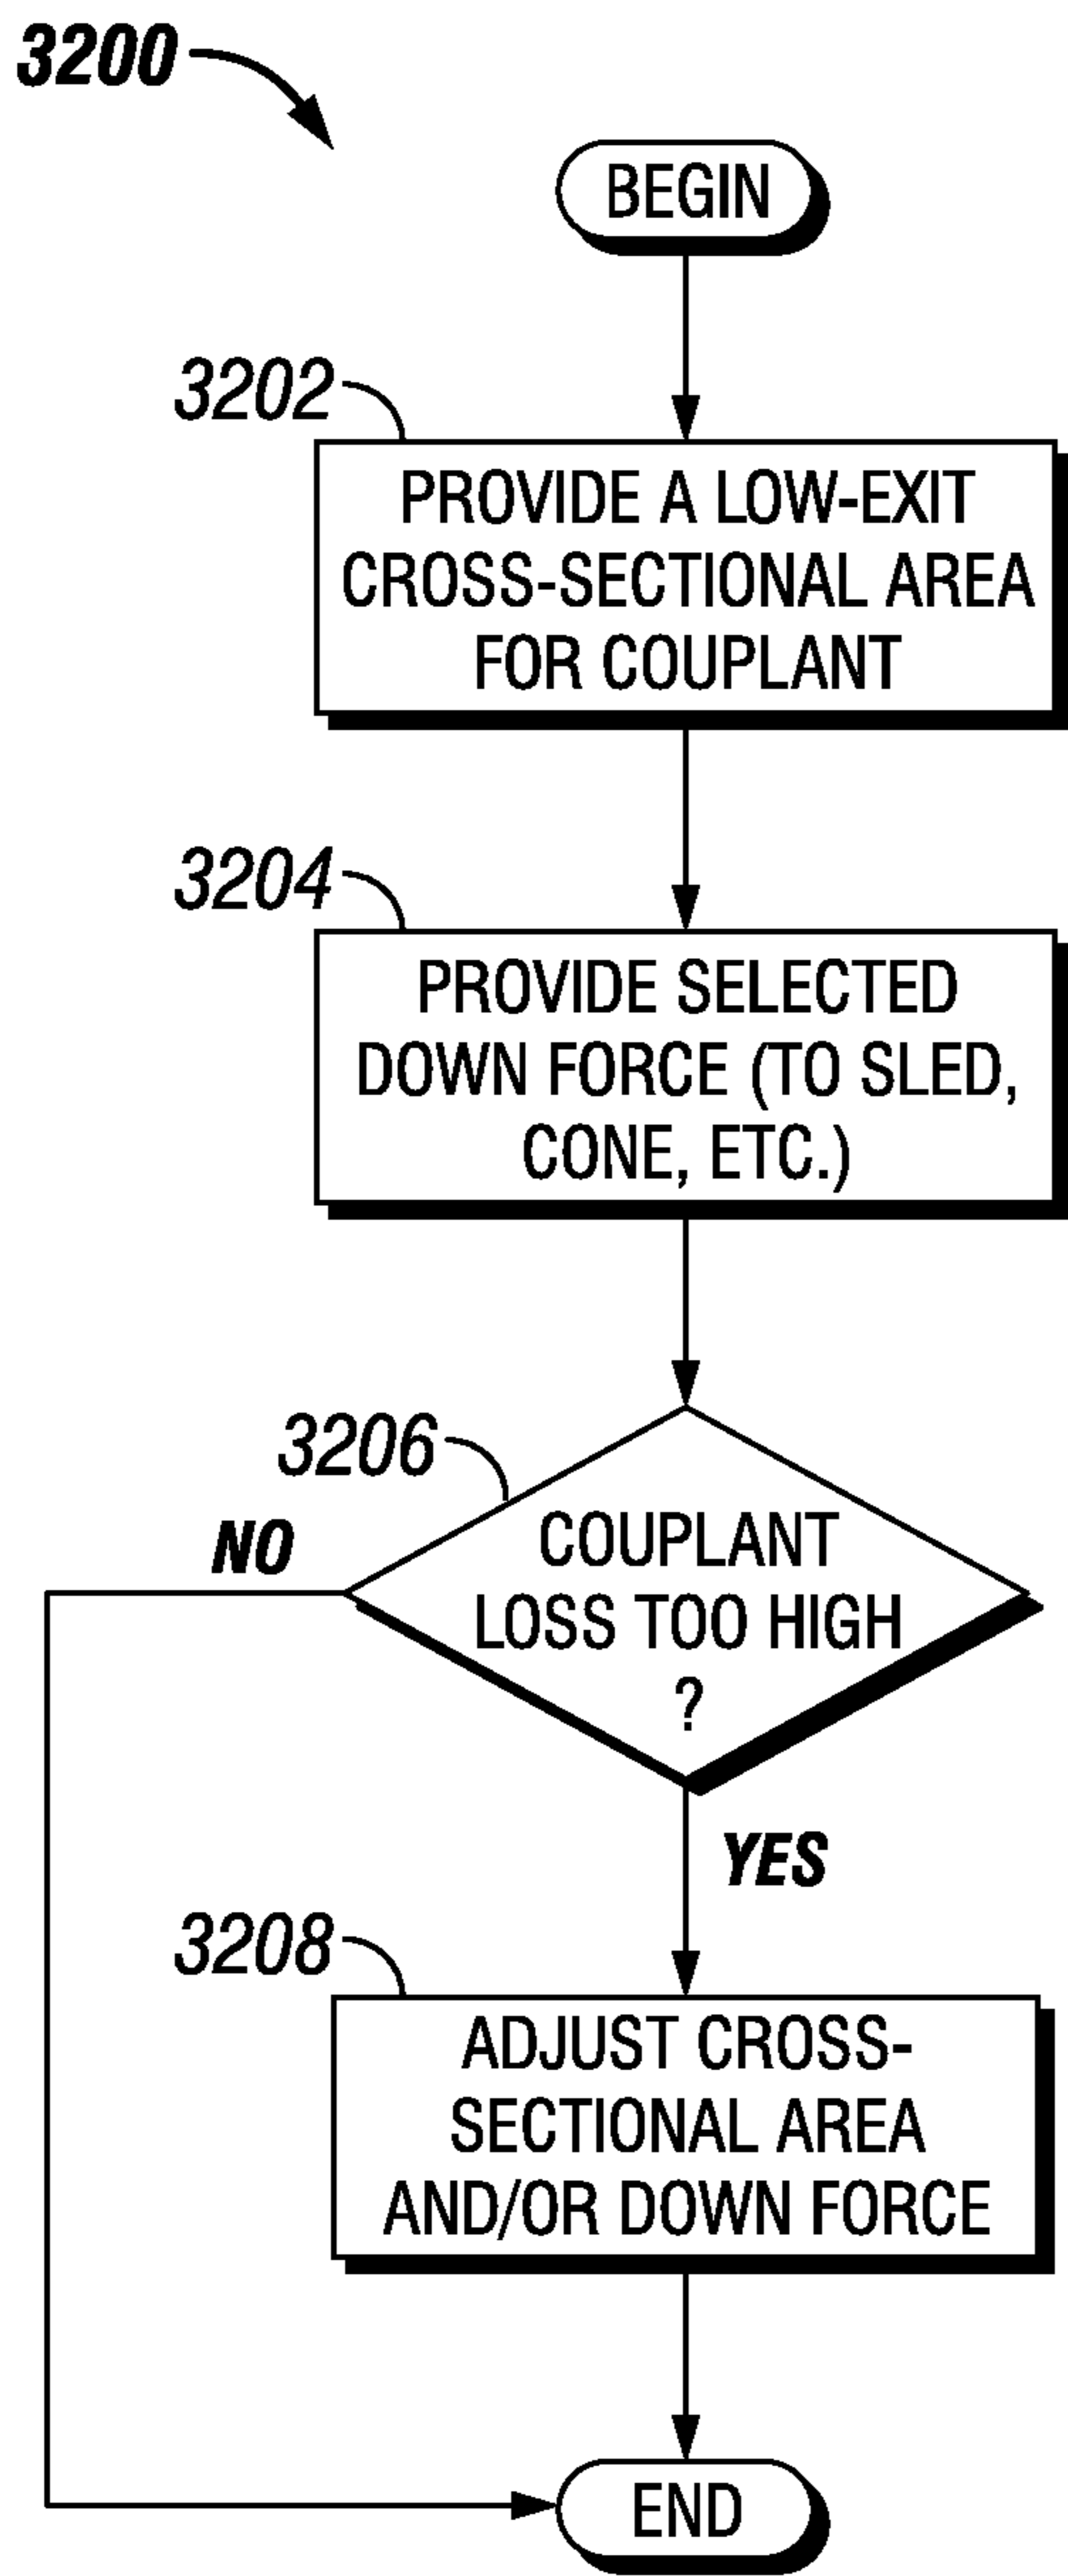 3200
BEGIN
3202
PROVIDE A LOW-EXIT
CROSS-SECTIONAL AREA
FOR COUPLANT
3204
PROVIDE SELECTED
DOWN FORCE (TO SLED,
CONE, ETC.)
3206
NO
COUPLANT
LOSS TOO HIGH
?
YES
3208
ADJUST CROSS-
SECTIONAL AREA
AND/OR DOWN FORCE
END